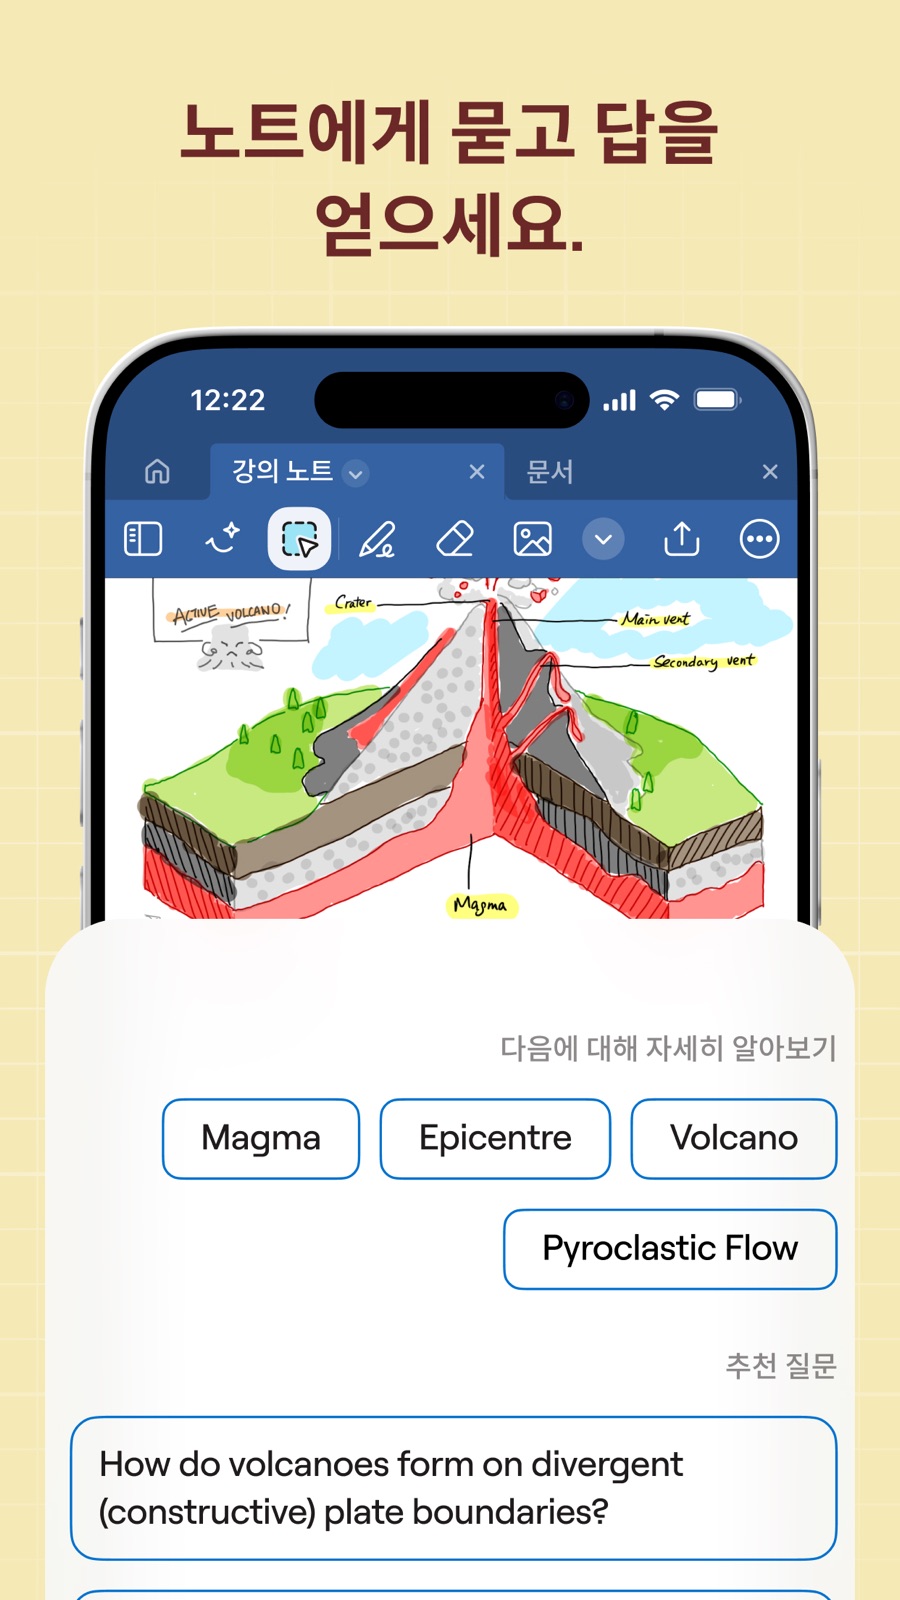 노트에게 묻고 답을
얻으세요.
12:22
강의 노트
문서
ACTIVE VOLCANO!
Crater
Main vent
Secondary vent
Magma
다음에 대해 자세히 알아보기
Magma
Epicentre
Volcano
Pyroclastic Flow
추천 질문
How do volcanoes form on divergent
(constructive) plate boundaries?